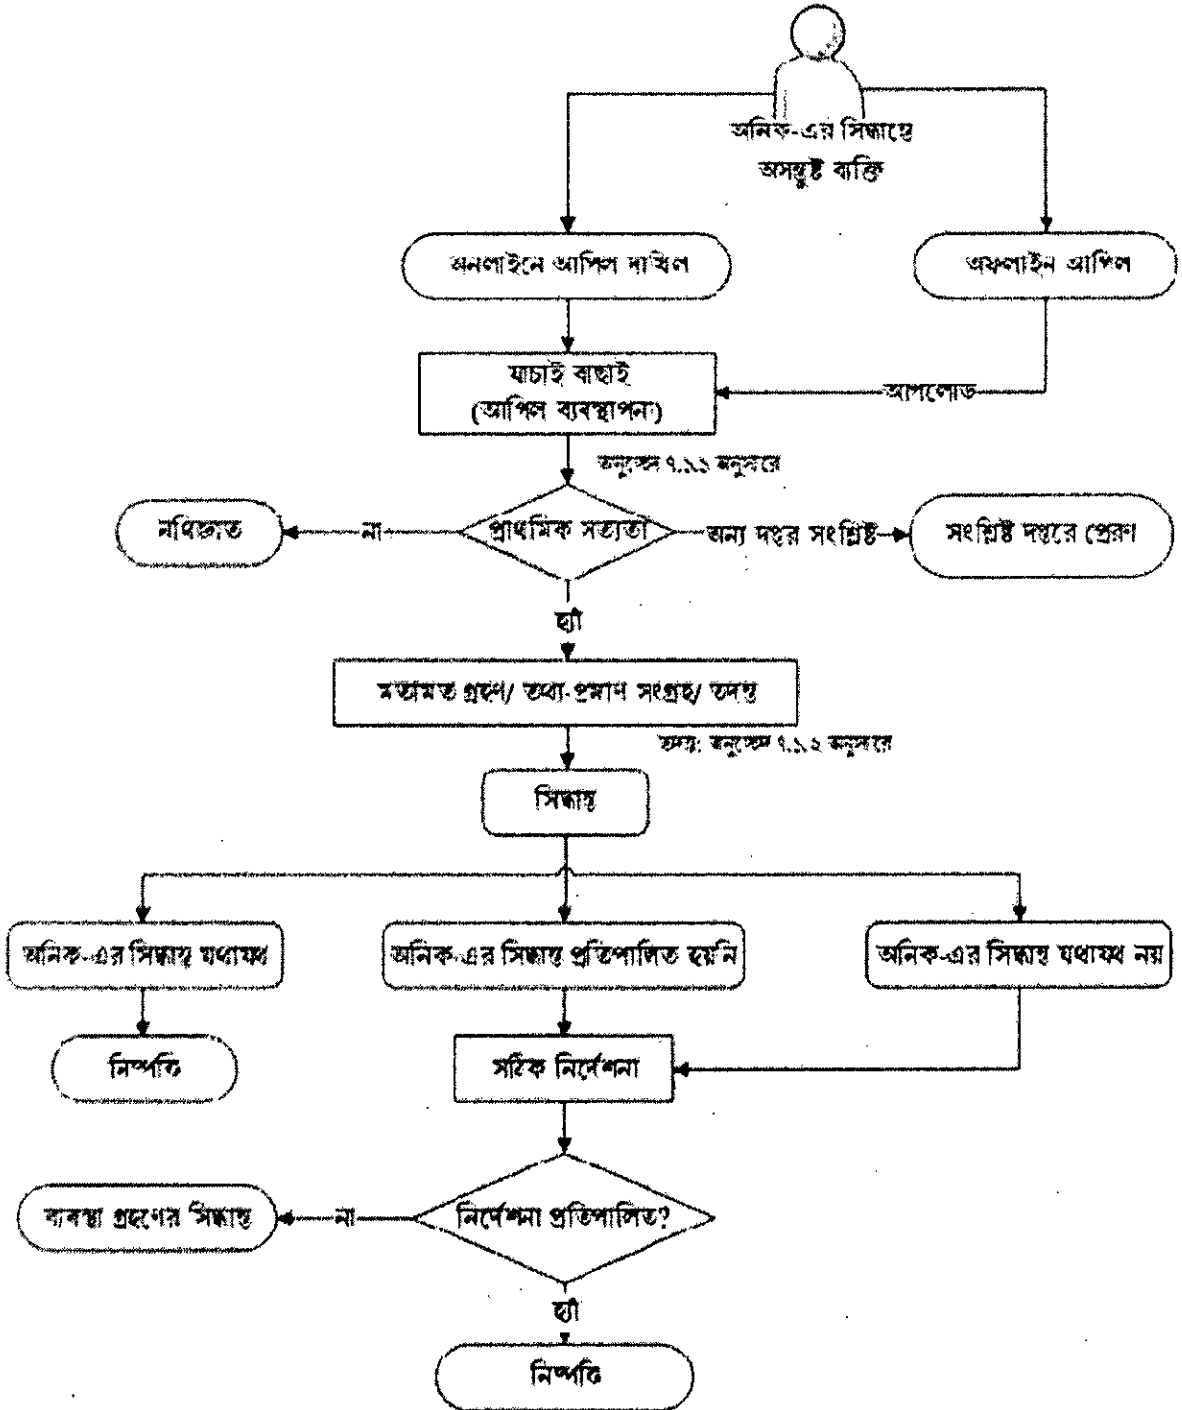 অনিক-এর সিদ্ধান্তে
অসন্তুষ্ট ব্যক্তি
অনলাইনে আপিল দাখিল
অফলাইন আপিল
যাচাই বাছাই
(আপিল ব্যবস্থাপনা)
আপলোড
অনুচ্ছেদ ৭.১.১ অনুসারে
নথিজাত
না
প্রাথমিক সত্যতা
অন্য দপ্তর সংশ্লিষ্ট
সংশ্লিষ্ট দপ্তরে প্রেরণ
হ্যাঁ
মতামত গ্রহণ/ তথ্য-প্রমাণ সংগ্রহ/ তদন্ত
তদন্ত: অনুচ্ছেদ ৭.১.২ অনুসারে
সিদ্ধান্ত
অনিক-এর সিদ্ধান্ত যথাযথ
অনিক-এর সিদ্ধান্ত প্রতিপালিত হয়নি
অনিক-এর সিদ্ধান্ত যথাযথ নয়
নিষ্পত্তি
সঠিক নির্দেশনা
ব্যবস্থা গ্রহণের সিদ্ধান্ত
না
নির্দেশনা প্রতিপালিত?
হ্যাঁ
নিষ্পত্তি